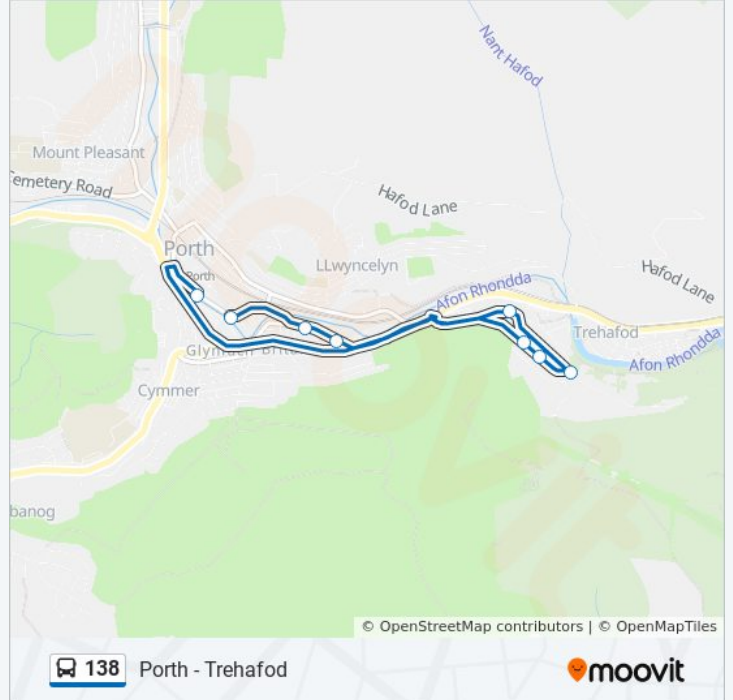 Nant Hafod
Mount Pleasant
Cemetery Road
Hafod Lane
Porth
LLwyncelyn
Hafod Lane
Porth
Afon Rhondda
Trehafod
Afon Rhondda
Cymmer
banog
© OpenStreetMap contributors | © OpenMapTiles
138 Porth - Trehafod
moovit